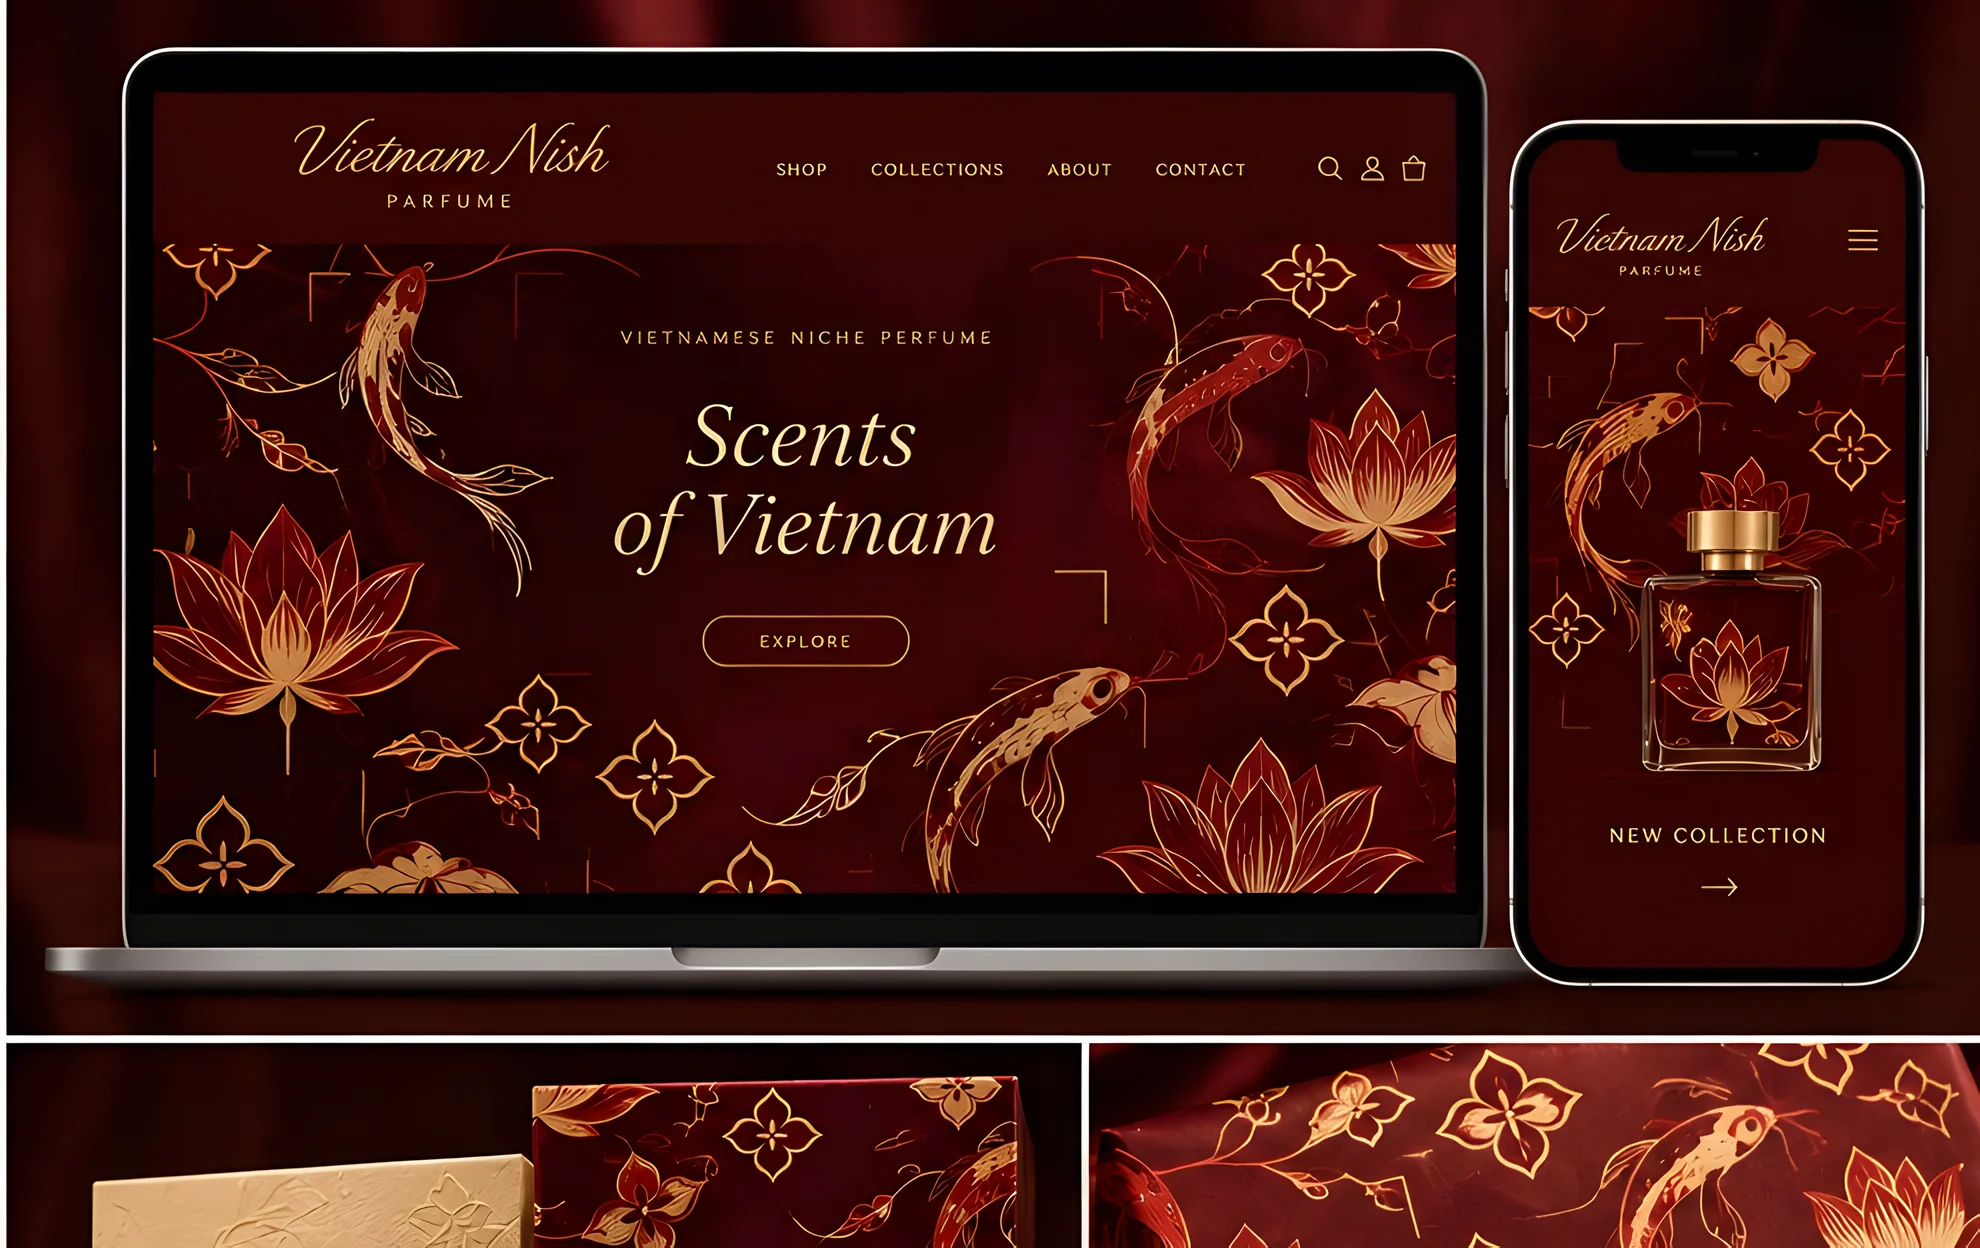 Vietnam Nish
PARFUME
SHOP COLLECTIONS ABOUT CONTACT
VIETNAMESE NICHE PERFUME
Scents
of Vietnam
EXPLORE
Vietnam Nish
PARFUME
NEW COLLECTION